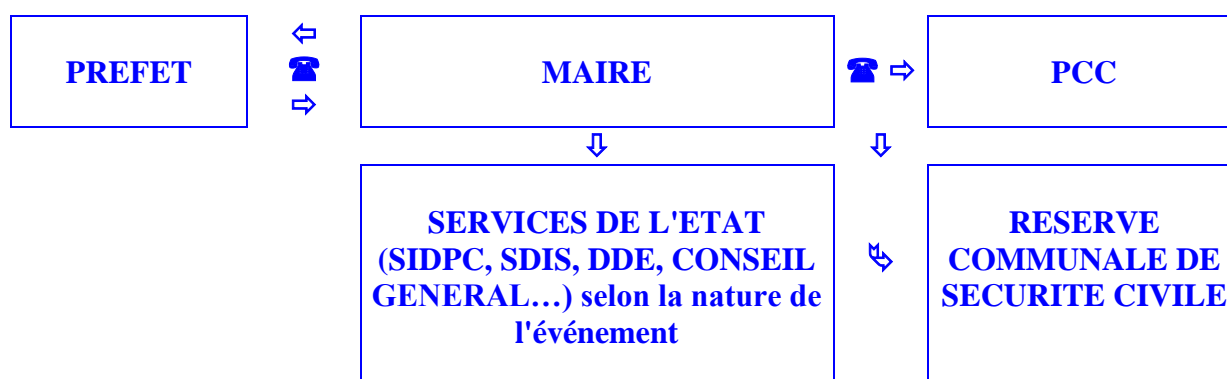 PREFET
MAIRE
PCC
SERVICES DE L'ETAT
(SIDPC, SDIS, DDE, CONSEIL
GENERAL…) selon la nature de
l'événement
RESERVE
COMMUNALE DE
SECURITE CIVILE